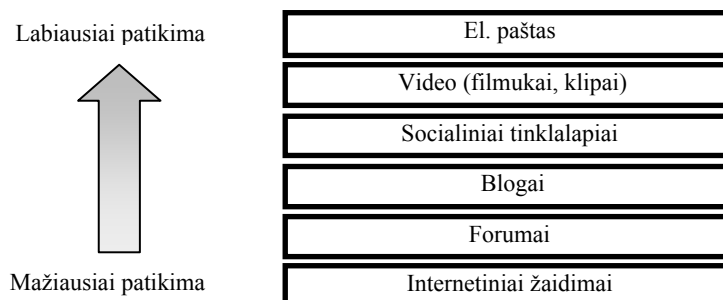 Labiausiai patikima
El. paštas
Video (filmukai, klipai)
Socialiniai tinklalapiai
Blogai
Forumai
Mažiausiai patikima
Internetiniai žaidimai